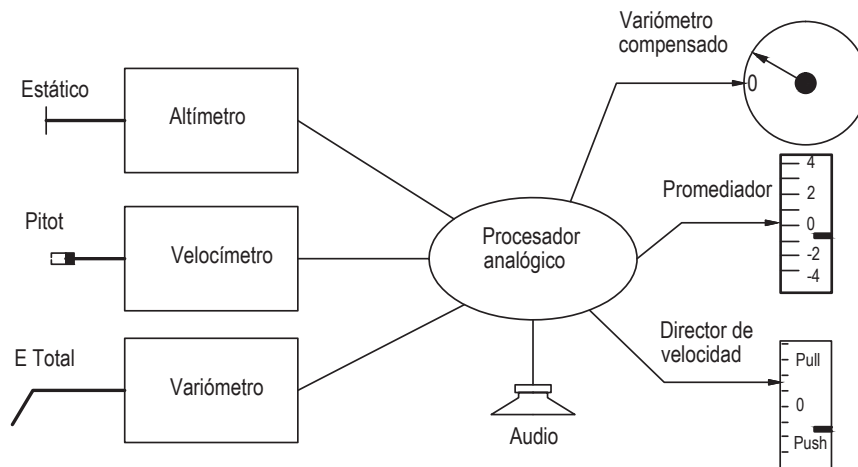 Estático
Altímetro
Pitot
Velocímetro
E Total
Variómetro
Procesador
analógico
Audio
Variómetro
compensado
0
Promediador
4
2
0
-2
-4
Director de
velocidad
Pull
0
Push